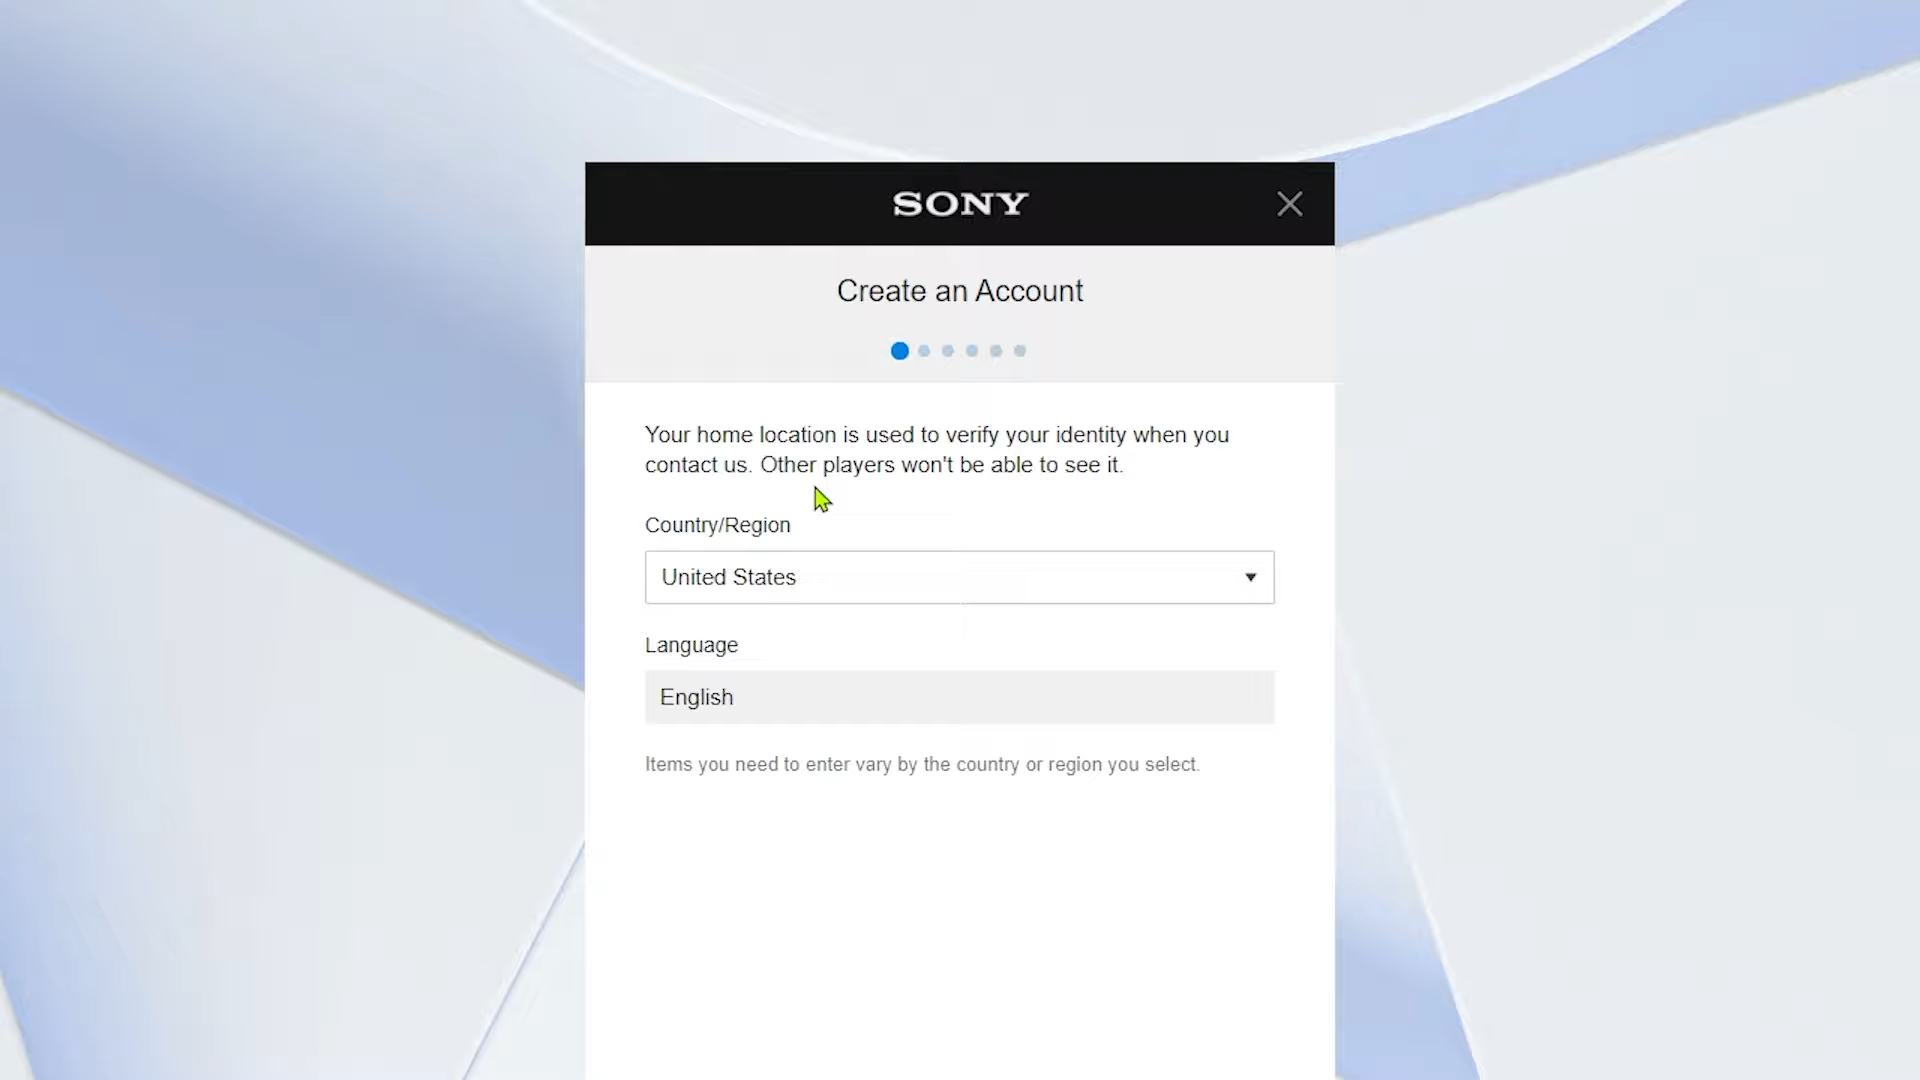 SONY
Create an Account
Your home location is used to verify your identity when you
contact us. Other players won't be able to see it.
Country/Region
United States
Language
English
Items you need to enter vary by the country or region you select.